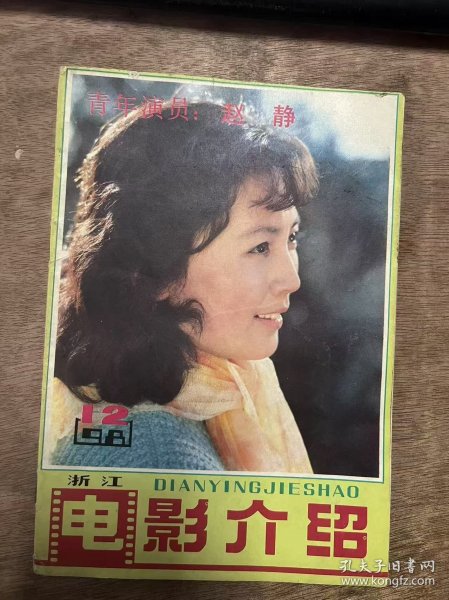 青年演员：赵 静
12
198
浙江
DIANYINGJIESHAO
电影介绍
孔夫子旧书网
www.kongfz.com